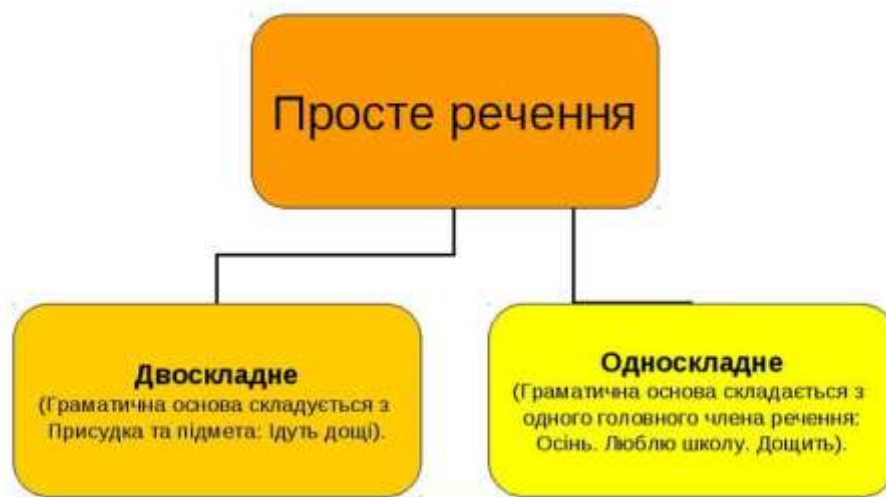 Просте речення
Двоскладне
(Граматична основа складується з
Присудка та підмета: Ідуть дощі).
Односкладне
(Граматична основа складається з
одного головного члена речення:
Осінь. Люблю школу. Дощить).